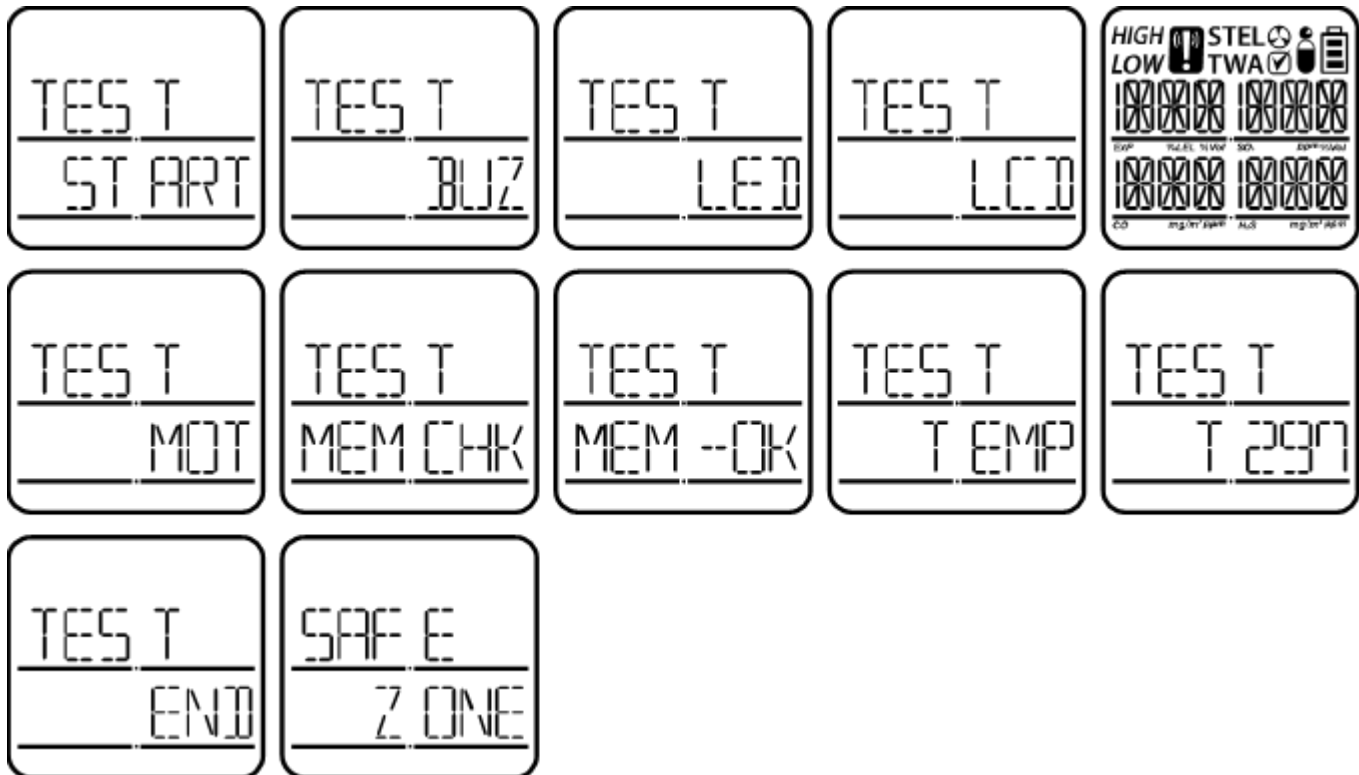 TEST
START
TEST
BUZ
TEST
LED
TEST
LCD
HIGH STEL
LOW TWA
EXP %LEL %Vol ppm %Vol
CO mg/m³ ppm H₂S mg/m³ ppm
TEST
MOT
TEST
MEM CHK
TEST
MEM -OK
TEST
TEMP
TEST
T 297
TEST
END
SAFE
ZONE